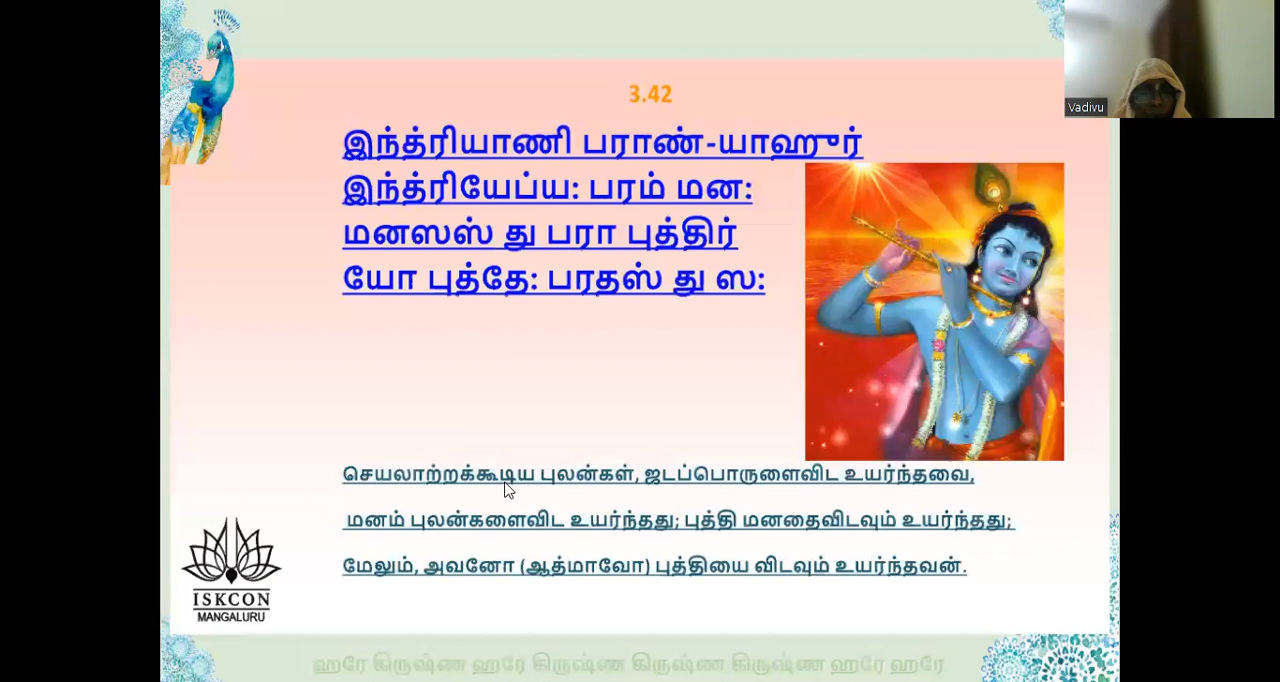 3.42
Vadivu
இந்த்ரியாணி பராண்-யாஹுர்
இந்த்ரியேப்ய: பரம் மன:
மனஸஸ் து பரா புத்திர்
யோ புத்தே: பரதஸ் து ஸ:
செயலாற்றக்கூடிய புலன்கள், ஜடப்பொருளைவிட உயர்ந்தவை,
மனம் புலன்களைவிட உயர்ந்தது; புத்தி மனதைவிடவும் உயர்ந்தது;
மேலும், அவனோ (ஆத்மாவோ) புத்தியை விடவும் உயர்ந்தவன்.
ISKCON
MANGALURU
ஹரே கிருஷ்ண ஹரே கிருஷ்ண கிருஷ்ண கிருஷ்ண ஹரே ஹரே